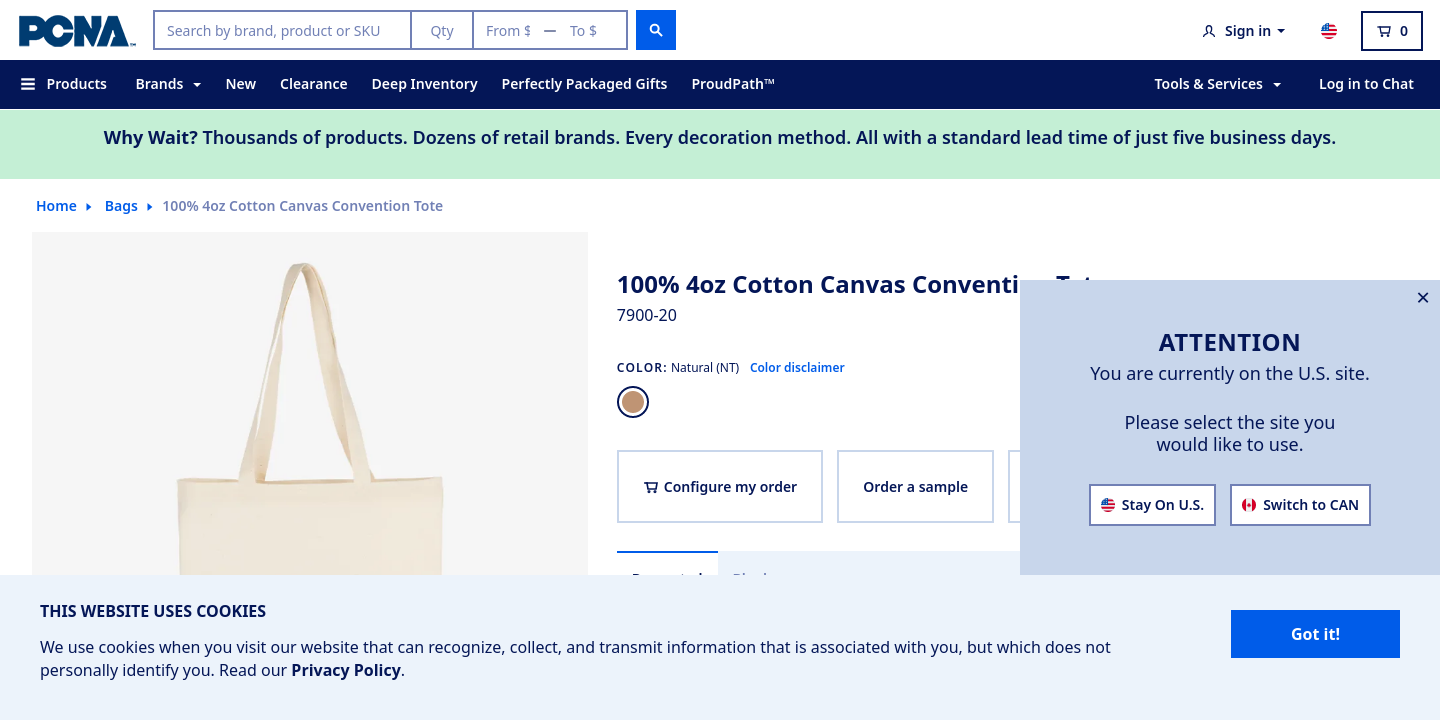 PCNA™
Search by brand, product or SKU
Qty
From $
To $
Sign in
0
Products
Brands
New
Clearance
Deep Inventory
Perfectly Packaged Gifts
ProudPath™
Tools & Services
Log in to Chat
Why Wait? Thousands of products. Dozens of retail brands. Every decoration method. All with a standard lead time of just five business days.
Home
Bags
100% 4oz Cotton Canvas Convention Tote
100% 4oz Cotton Canvas
7900-20
COLOR: Natural (NT) Color disclaimer
Configure my order
Order a sample
ATTENTION
You are currently on the U.S. site.
Please select the site you
would like to use.
Stay On U.S.
Switch to CAN
THIS WEBSITE USES COOKIES
We use cookies when you visit our website that can recognize, collect, and transmit information that is associated with you, but which does not
personally identify you. Read our Privacy Policy.
Got it!